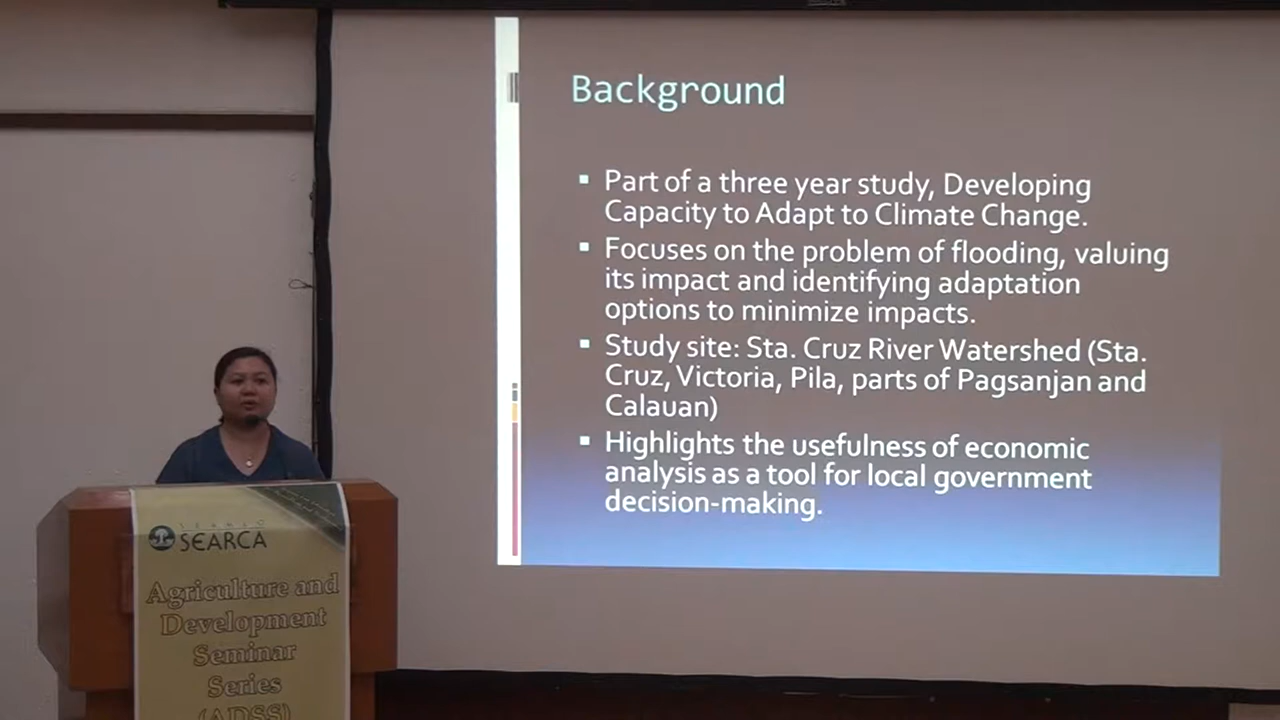 Background
▪ Part of a three year study, Developing
Capacity to Adapt to Climate Change.
▪ Focuses on the problem of flooding, valuing
its impact and identifying adaptation
options to minimize impacts.
▪ Study site: Sta. Cruz River Watershed (Sta.
Cruz, Victoria, Pila, parts of Pagsanjan and
Calauan)
▪ Highlights the usefulness of economic
analysis as a tool for local government
decision-making.
SEAMEO
SEARCA
Agriculture and
Development
Seminar
Series
(ADSS)